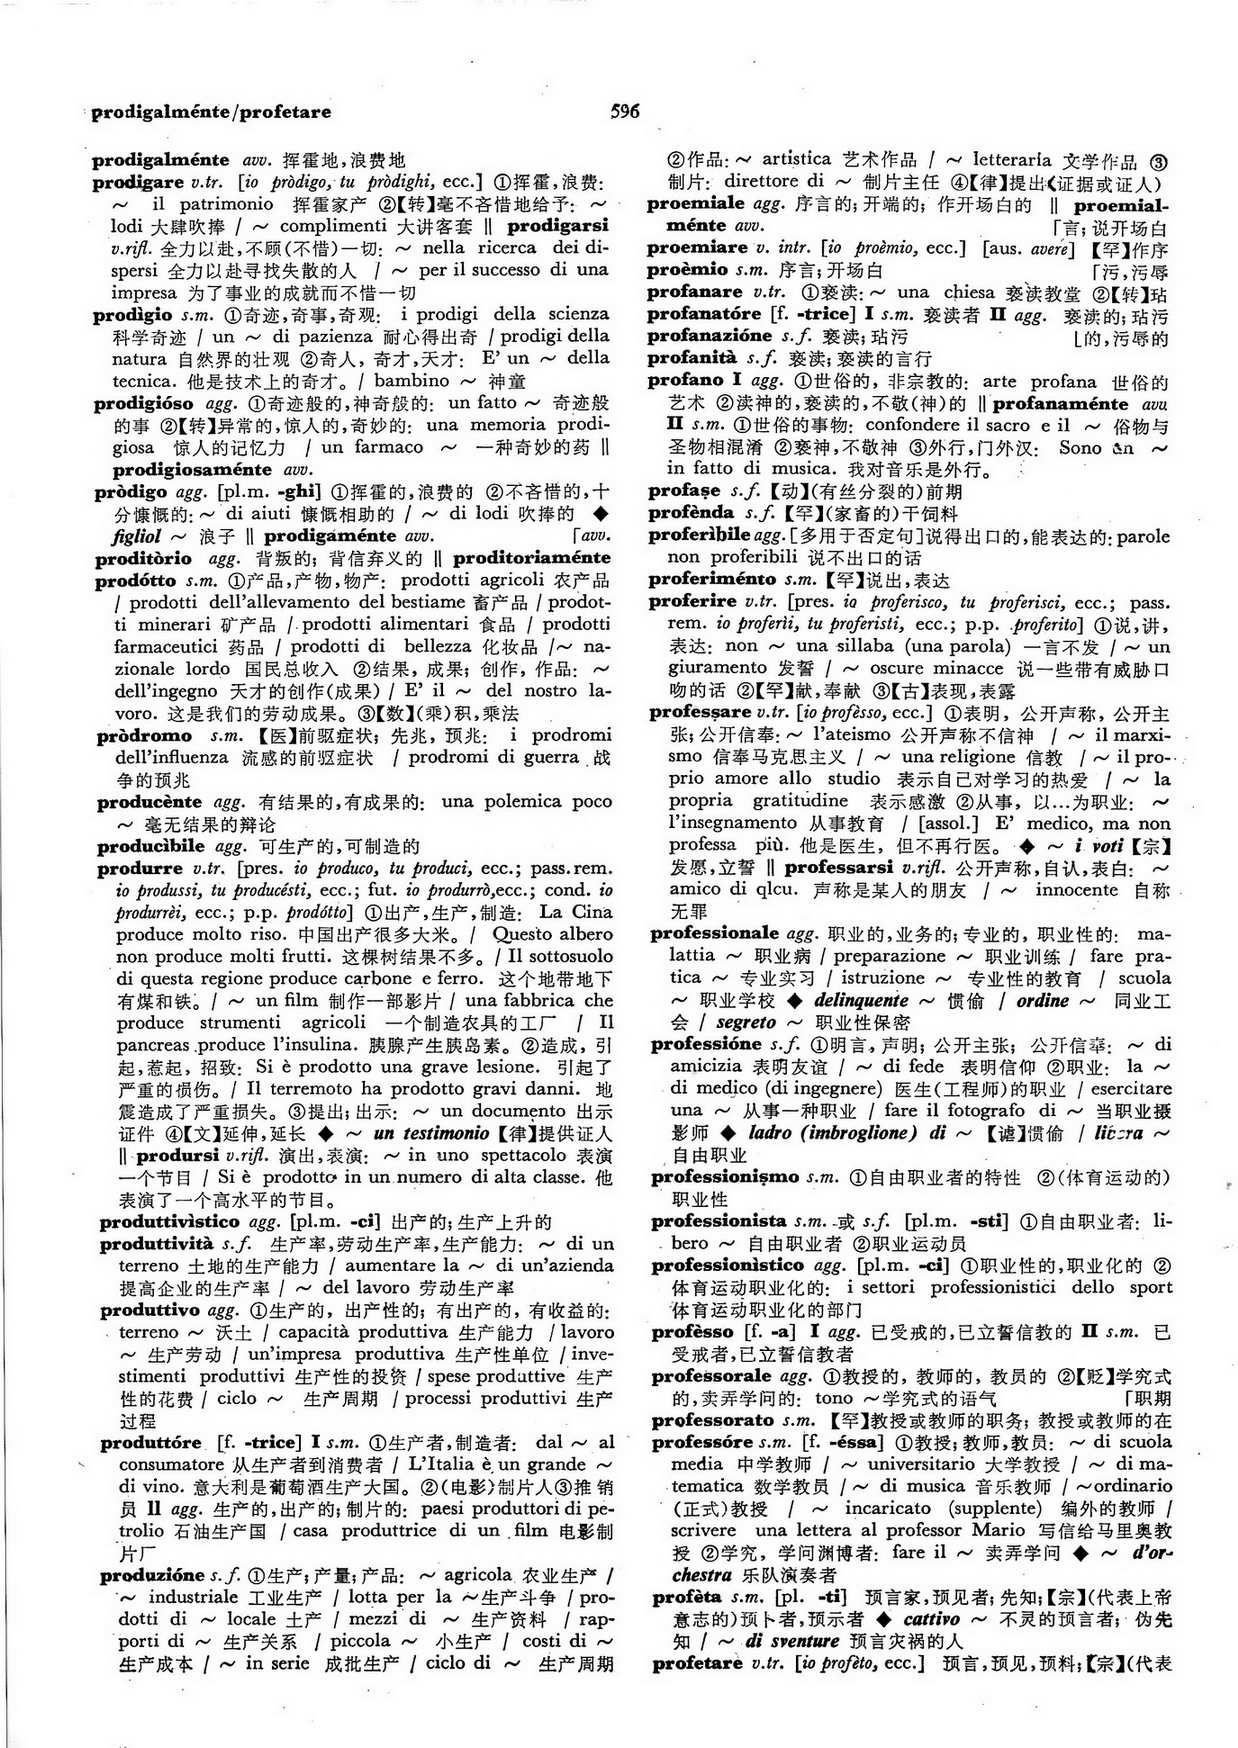 prodigalménte/profetare
596
prodigalménte avv. 挥霍地,浪费地
prodigare v.tr. [io pròdigo, tu pròdighi, ecc.] ①挥霍,浪费:
~ il patrimonio 挥霍家产 ②【转】毫不吝惜地给予: ~
lodi 大肆吹捧 / ~ complimenti 大讲客套 ‖ prodigarsi
v.rifl. 全力以赴,不顾(不惜)一切: ~ nella ricerca dei di-
spersi 全力以赴寻找失散的人 / ~ per il successo di una
impresa 为了事业的成就而不惜一切
prodìgio s.m. ①奇迹,奇事,奇观: i prodigi della scienza
科学奇迹 / un ~ di pazienza 耐心得出奇 / prodigi della
natura 自然界的壮观 ②奇人, 奇才,天才: E' un ~ della
tecnica. 他是技术上的奇才。/ bambino ~ 神童
prodigióso agg. ①奇迹般的,神奇般的: un fatto ~ 奇迹般
的事 ②【转】异常的,惊人的,奇妙的: una memoria prodi-
giosa 惊人的记忆力 / un farmaco ~ 一种奇妙的药 ‖
prodigiosaménte avv.
pròdigo agg. [pl.m. -ghi] ①挥霍的,浪费的 ②不吝惜的,十
分慷慨的: ~ di aiuti 慷慨相助的 / ~ di lodi 吹捧的 ◆
figliol ~ 浪子 ‖ prodigaménte avv. 「avv.
proditòrio agg. 背叛的; 背信弃义的 ‖ proditoriaménte
prodótto s.m. ①产品,产物,物产: prodotti agricoli 农产品
/ prodotti dell'allevamento del bestiame 畜产品 / prodot-
ti minerari 矿产品 / prodotti alimentari 食品 / prodotti
farmaceutici 药品 / prodotti di bellezza 化妆品 /~ na-
zionale lordo 国民总收入 ②结果, 成果; 创作, 作品: ~
dell'ingegno 天才的创作(成果) / E' il ~ del nostro la-
voro. 这是我们的劳动成果。③【数】(乘)积,乘法
pròdromo s.m. 【医】前驱症状; 先兆, 预兆: i prodromi
dell'influenza 流感的前驱症状 / prodromi di guerra 战
争的预兆
producènte agg. 有结果的,有成果的: una polemica poco
~ 毫无结果的辩论
producìbile agg. 可生产的,可制造的
produrre v.tr. [pres. io produco, tu produci, ecc.; pass.rem.
io produssi, tu producésti, ecc.; fut. io produrrò,ecc.; cond. io
produrrèi, ecc.; p.p. prodótto] ①出产,生产,制造: La Cina
produce molto riso. 中国出产很多大米。/ Questo albero
non produce molti frutti. 这棵树结果不多。/ Il sottosuolo
di questa regione produce carbone e ferro. 这个地带地下
有煤和铁。/ ~ un film 制作一部影片 / una fabbrica che
produce strumenti agricoli 一个制造农具的工厂 / Il
pancreas produce l'insulina. 胰腺产生胰岛素。②造成, 引
起,惹起, 招致: Si è prodotto una grave lesione. 引起了
严重的损伤。/ Il terremoto ha prodotto gravi danni. 地
震造成了严重损失。③提出; 出示: ~ un documento 出示
证件 ④【文】延伸,延长 ◆ ~ un testimonio【律】提供证人
‖ prodursi v.rifl. 演出,表演: ~ in uno spettacolo 表演
一个节目 / Si è prodotto in un numero di alta classe. 他
表演了一个高水平的节目。
produttivìstico agg. [pl.m. -ci] 出产的; 生产上升的
produttività s.f. 生产率,劳动生产率,生产能力: ~ di un
terreno 土地的生产能力 / aumentare la ~ di un'azienda
提高企业的生产率 / ~ del lavoro 劳动生产率
produttivo agg. ①生产的, 出产性的; 有出产的, 有收益的:
terreno ~ 沃土 / capacità produttiva 生产能力 / lavoro
~ 生产劳动 / un'impresa produttiva 生产性单位 / inve-
stimenti produttivi 生产性的投资 / spese produttive 生产
性的花费 / ciclo ~ 生产周期 / processi produttivi 生产
过程
produttóre [f. -trice] I s.m. ①生产者,制造者: dal ~ al
consumatore 从生产者到消费者 / L'Italia è un grande ~
di vino. 意大利是葡萄酒生产大国。②(电影)制片人③推销
员 II agg. 生产的,出产的; 制片的: paesi produttori di pe-
trolio 石油生产国 / casa produttrice di un film 电影制
片厂
produzióne s.f. ①生产; 产量; 产品: ~ agricola 农业生产 /
~ industriale 工业生产 / lotta per la ~生产斗争 / pro-
dotti di ~ locale 土产 / mezzi di ~ 生产资料 / rap-
porti di ~ 生产关系 / piccola ~ 小生产 / costi di ~
生产成本 / ~ in serie 成批生产 / ciclo di ~ 生产周期
②作品: ~ artistica 艺术作品 / ~ letteraria 文学作品 ③
制片: direttore di ~ 制片主任 ④【律】提出(证据或证人)
proemiale agg. 序言的; 开端的; 作开场白的 ‖ proemial-
ménte avv. 「言; 说开场白
proemiare v. intr. [io proèmio, ecc.] [aus. avere] 【罕】作序
proèmio s.m. 序言; 开场白 「污,污辱
profanare v.tr. ①亵渎: ~ una chiesa 亵渎教堂 ②【转】玷
profanatóre [f. -trice] I s.m. 亵渎者 II agg. 亵渎的; 玷污
profanazióne s.f. 亵渎; 玷污 ⌊的,污辱的
profanità s.f. 亵渎; 亵渎的言行
profano I agg. ①世俗的, 非宗教的: arte profana 世俗的
艺术 ②渎神的,亵渎的,不敬(神)的 ‖ profanaménte avv.
II s.m. ①世俗的事物: confondere il sacro e il ~ 俗物与
圣物相混淆 ②亵神,不敬神 ③外行,门外汉: Sono un ~
in fatto di musica. 我对音乐是外行。
profase s.f. 【动】(有丝分裂的)前期
profènda s.f. 【罕】(家畜的)干饲料
proferìbile agg. [多用于否定句]说得出口的,能表达的: parole
non proferibili 说不出口的话
proferiménto s.m. 【罕】说出,表达
proferire v.tr. [pres. io proferisco, tu proferisci, ecc.; pass.
rem. io proferìi, tu proferisti, ecc.; p.p. proferito] ①说,讲,
表达: non ~ una sillaba (una parola) 一言不发 / ~ un
giuramento 发誓 / ~ oscure minacce 说一些带有威胁口
吻的话 ②【罕】献,奉献 ③【古】表现,表露
professare v.tr. [io profèsso, ecc.] ①表明, 公开声称, 公开主
张; 公开信奉: ~ l'ateismo 公开声称不信神 / ~ il marxi-
smo 信奉马克思主义 / ~ una religione 信教 / ~ il pro-
prio amore allo studio 表示自己对学习的热爱 / ~ la
propria gratitudine 表示感激 ②从事, 以...为职业: ~
l'insegnamento 从事教育 / [assol.] E' medico, ma non
professa più. 他是医生, 但不再行医。◆ ~ i voti【宗】
发愿,立誓 ‖ professarsi v.rifl. 公开声称,自认,表白: ~
amico di qlcu. 声称是某人的朋友 / ~ innocente 自称
无罪
professionale agg. 职业的,业务的; 专业的, 职业性的: ma-
lattia ~ 职业病 / preparazione ~ 职业训练 / fare pra-
tica ~ 专业实习 / istruzione ~ 专业性的教育 / scuola
~ 职业学校 ◆ delinquente ~ 惯偷 / ordine ~ 同业工
会 / segreto ~ 职业性保密
professióne s.f. ①明言, 声明; 公开主张; 公开信奉: ~ di
amicizia 表明友谊 / ~ di fede 表明信仰 ②职业: la ~
di medico (di ingegnere) 医生(工程师)的职业 / esercitare
una ~ 从事一种职业 / fare il fotografo di ~ 当职业摄
影师 ◆ ladro (imbroglione) di ~ 【谑】惯偷 / libera ~
自由职业
professionismo s.m. ①自由职业者的特性 ②(体育运动的)
职业性
professionista s.m. 或 s.f. [pl.m. -sti] ①自由职业者: li-
bero ~ 自由职业者 ②职业运动员
professionìstico agg. [pl.m. -ci] ①职业性的,职业化的 ②
体育运动职业化的: i settori professionistici dello sport
体育运动职业化的部门
profèsso [f. -a] I agg. 已受戒的,已立誓信教的 II s.m. 已
受戒者,已立誓信教者
professorale agg. ①教授的, 教师的, 教员的 ②【贬】学究式
的,卖弄学问的: tono ~学究式的语气 「职期
professorato s.m. 【罕】教授或教师的职务; 教授或教师的在
professóre s.m. [f. -éssa] ①教授; 教师,教员: ~ di scuola
media 中学教师 / ~ universitario 大学教授 / ~ di ma-
tematica 数学教员 / ~ di musica 音乐教师 / ~ordinario
(正式)教授 / ~ incaricato (supplente) 编外的教师 /
scrivere una lettera al professor Mario 写信给马里奥教
授 ②学究, 学问渊博者: fare il ~ 卖弄学问 ◆ ~ d'or-
chestra 乐队演奏者
profèta s.m. [pl. -ti] 预言家,预见者; 先知;【宗】(代表上帝
意志的)预卜者,预示者 ◆ cattivo ~ 不灵的预言者; 伪先
知 / ~ di sventure 预言灾祸的人
profetare v.tr. [io profèto, ecc.] 预言,预见,预料;【宗】(代表